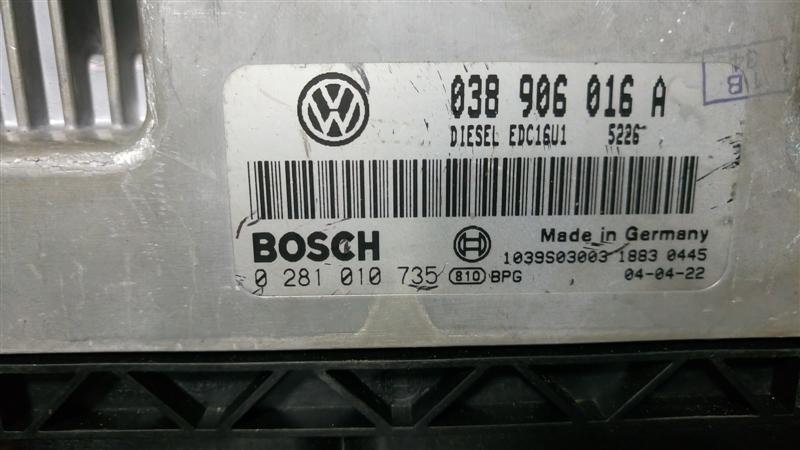 038 906 016 A
DIESEL EDC16U1 5226
BOSCH
Made in Germany
1039S03003 1883 0445
0 281 010 735 810 BPG 04-04-22
B